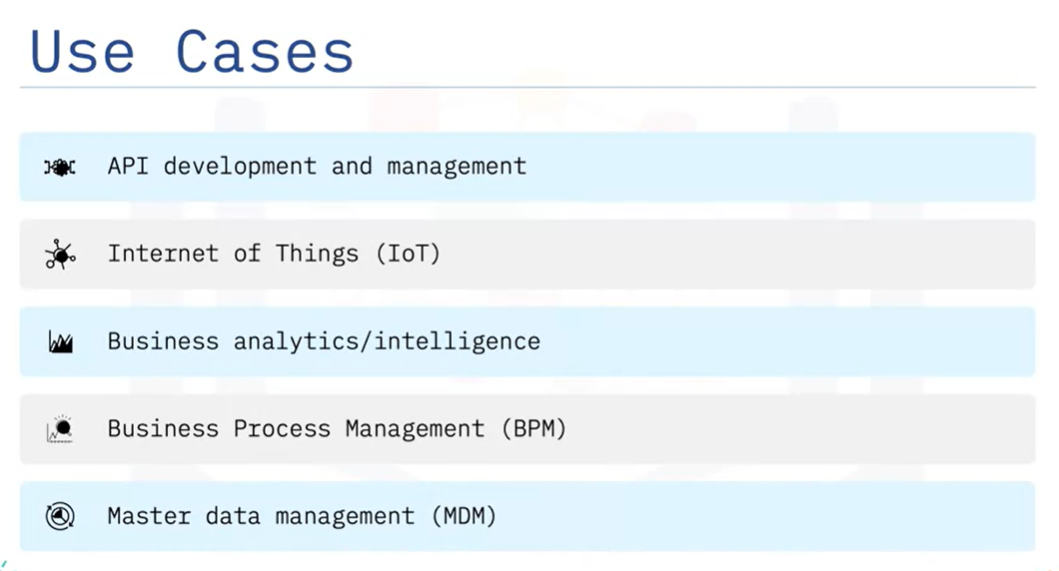 Use Cases
API development and management
Internet of Things (IoT)
Business analytics/intelligence
Business Process Management (BPM)
Master data management (MDM)